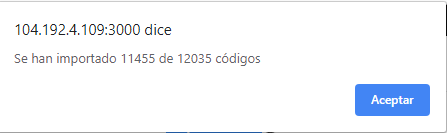 104.192.4.109:3000 dice
Se han importado 11455 de 12035 códigos
Aceptar